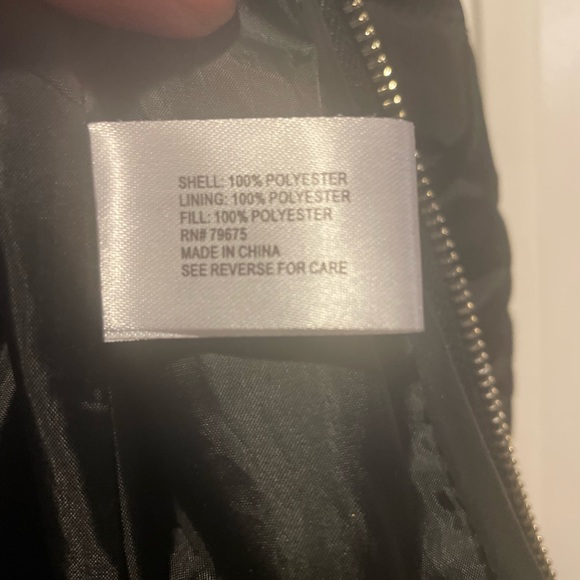 SHELL: 100% POLYESTER
LINING: 100% POLYESTER
FILL: 100% POLYESTER
RN# 79675
MADE IN CHINA
SEE REVERSE FOR CARE